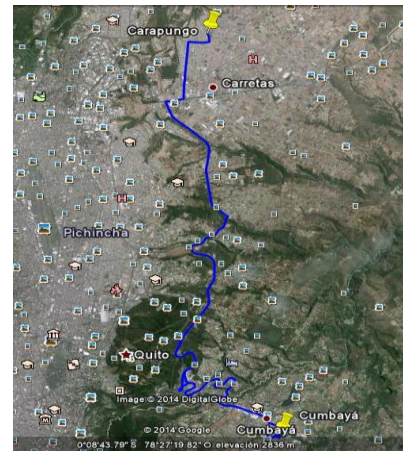 Carapungo
H
Carretas
H
Pichincha
Quito
Image © 2014 DigitalGlobe
Cumbayá
Cumbayá
© 2014 Google
0°08'43.79" S 78°27'19.82" O elevación 2836 m